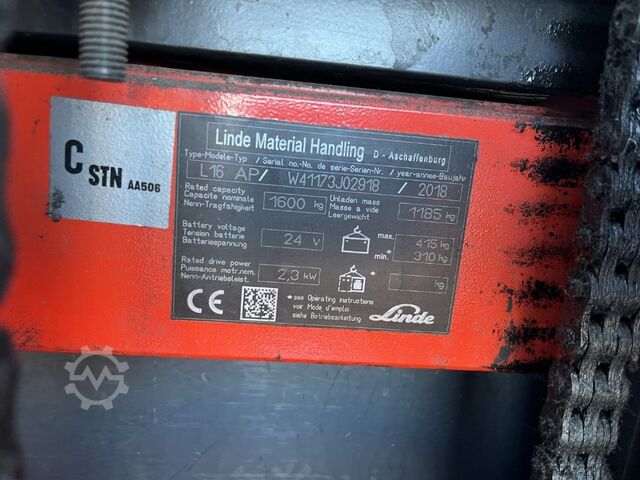 C STN AA506
Linde Material Handling D - Aschaffenburg
Type-Modele-Typ / Serial no.-No. de serie-Serien-Nr. / year-annee-Baujahr
L16 AP / W41173J02918 / 2018
Rated capacity
Capacite nominale
Nenn-Tragfahigkeit
1600 kg
Unladen mass
Masse a vide
Leergewicht
1185 kg
Battery voltage
Tension batterie
Batteriespannung
24 v
max. 415 kg
*
min. 310 kg
Rated drive power
Puissance motr.nom.
Nenn-Antriebsleist.
2,3 kW
* kg
CE
* see Operating instructions
voir Mode d'emploi
siehe Betriebsanleitung
Linde